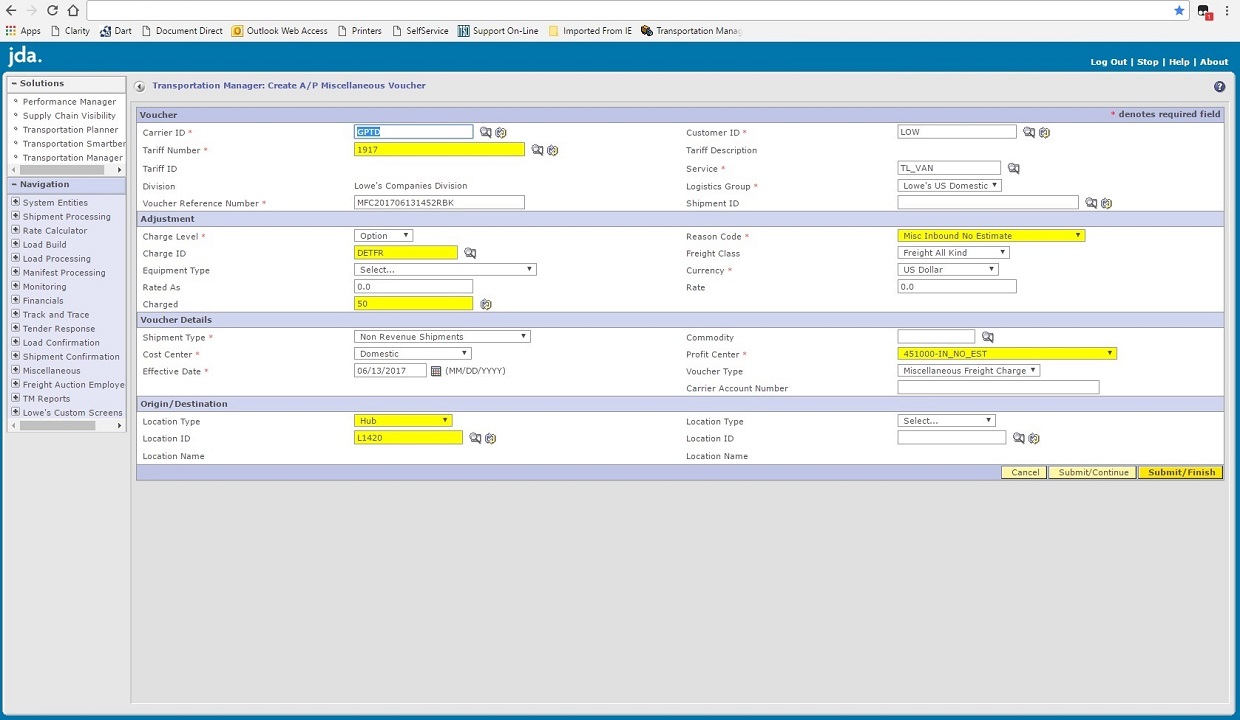 Apps Clarity Dart Document Direct Outlook Web Access Printers SelfService Support On-Line Imported From IE Transportation Manag
jda.
Log Out | Stop | Help | About
− Solutions
Performance Manager
Supply Chain Visibility
Transportation Planner
Transportation Smartber
Transportation Manager
− Navigation
System Entities
Shipment Processing
Rate Calculator
Load Build
Load Processing
Manifest Processing
Monitoring
Financials
Track and Trace
Tender Response
Load Confirmation
Shipment Confirmation
Miscellaneous
Freight Auction Employe
TM Reports
Lowe's Custom Screens
Transportation Manager: Create A/P Miscellaneous Voucher
Voucher * denotes required field
Carrier ID * GPTD Customer ID * LOW
Tariff Number * 1917 Tariff Description
Tariff ID Service * TL_VAN
Division Lowe's Companies Division Logistics Group * Lowe's US Domestic
Voucher Reference Number * MFC201706131452RBK Shipment ID
Adjustment
Charge Level * Option Reason Code * Misc Inbound No Estimate
Charge ID DETFR Freight Class Freight All Kind
Equipment Type Select... Currency * US Dollar
Rated As 0.0 Rate 0.0
Charged 50
Voucher Details
Shipment Type * Non Revenue Shipments Commodity
Cost Center * Domestic Profit Center * 451000-IN_NO_EST
Effective Date * 06/13/2017 (MM/DD/YYYY) Voucher Type Miscellaneous Freight Charge
Carrier Account Number
Origin/Destination
Location Type Hub Location Type Select...
Location ID L1420 Location ID
Location Name Location Name
Cancel Submit/Continue Submit/Finish